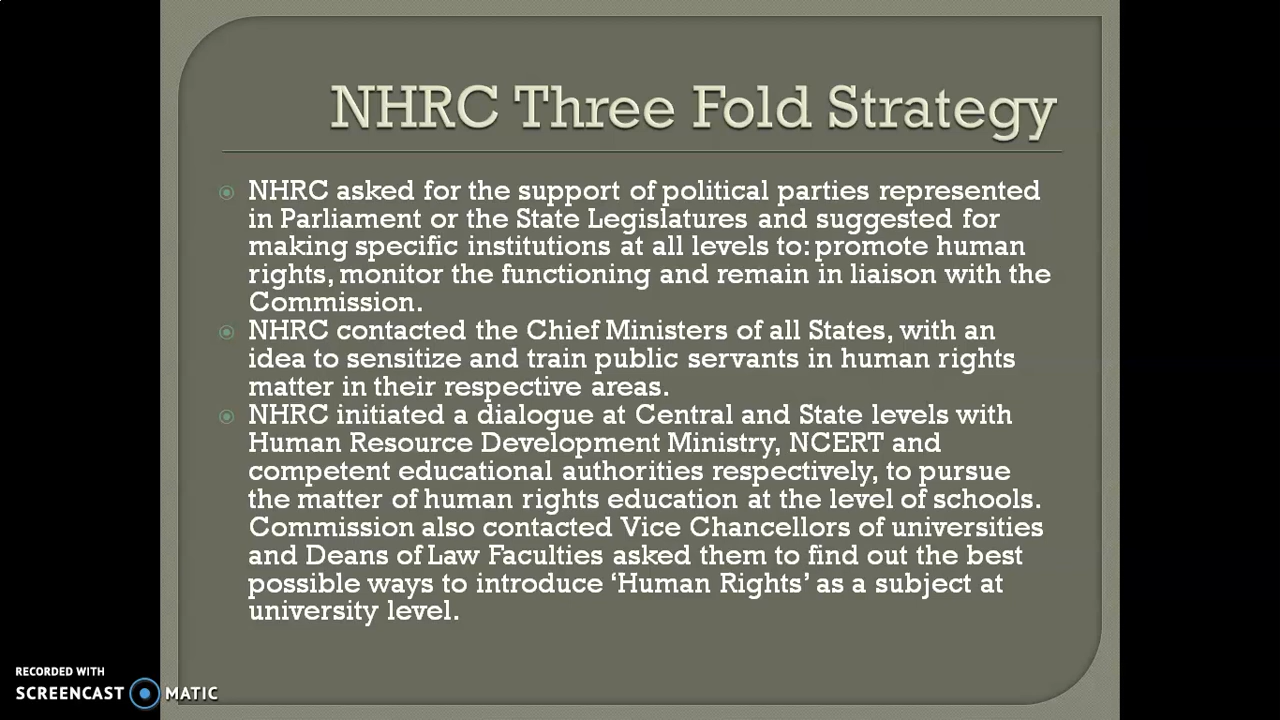 NHRC Three Fold Strategy
NHRC asked for the support of political parties represented
in Parliament or the State Legislatures and suggested for
making specific institutions at all levels to: promote human
rights, monitor the functioning and remain in liaison with the
Commission.
NHRC contacted the Chief Ministers of all States, with an
idea to sensitize and train public servants in human rights
matter in their respective areas.
NHRC initiated a dialogue at Central and State levels with
Human Resource Development Ministry, NCERT and
competent educational authorities respectively, to pursue
the matter of human rights education at the level of schools.
Commission also contacted Vice Chancellors of universities
and Deans of Law Faculties asked them to find out the best
possible ways to introduce ‘Human Rights’ as a subject at
university level.
RECORDED WITH
SCREENCAST MATIC